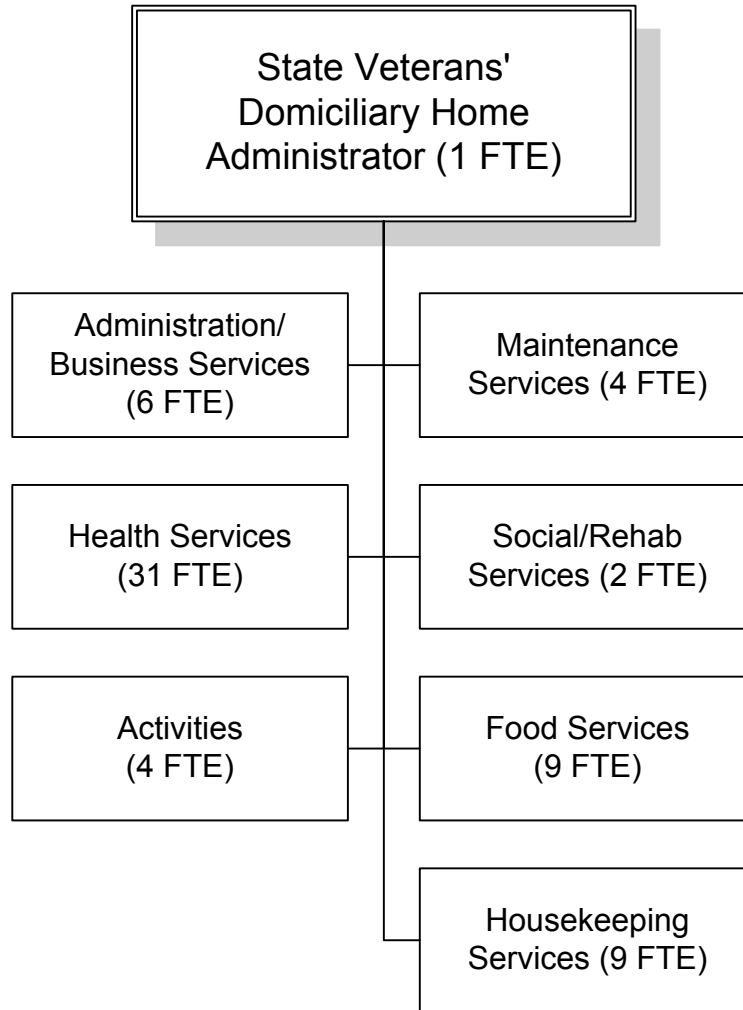 State Veterans'
Domiciliary Home
Administrator (1 FTE)
Administration/
Business Services
(6 FTE)
Maintenance
Services (4 FTE)
Health Services
(31 FTE)
Social/Rehab
Services (2 FTE)
Activities
(4 FTE)
Food Services
(9 FTE)
Housekeeping
Services (9 FTE)